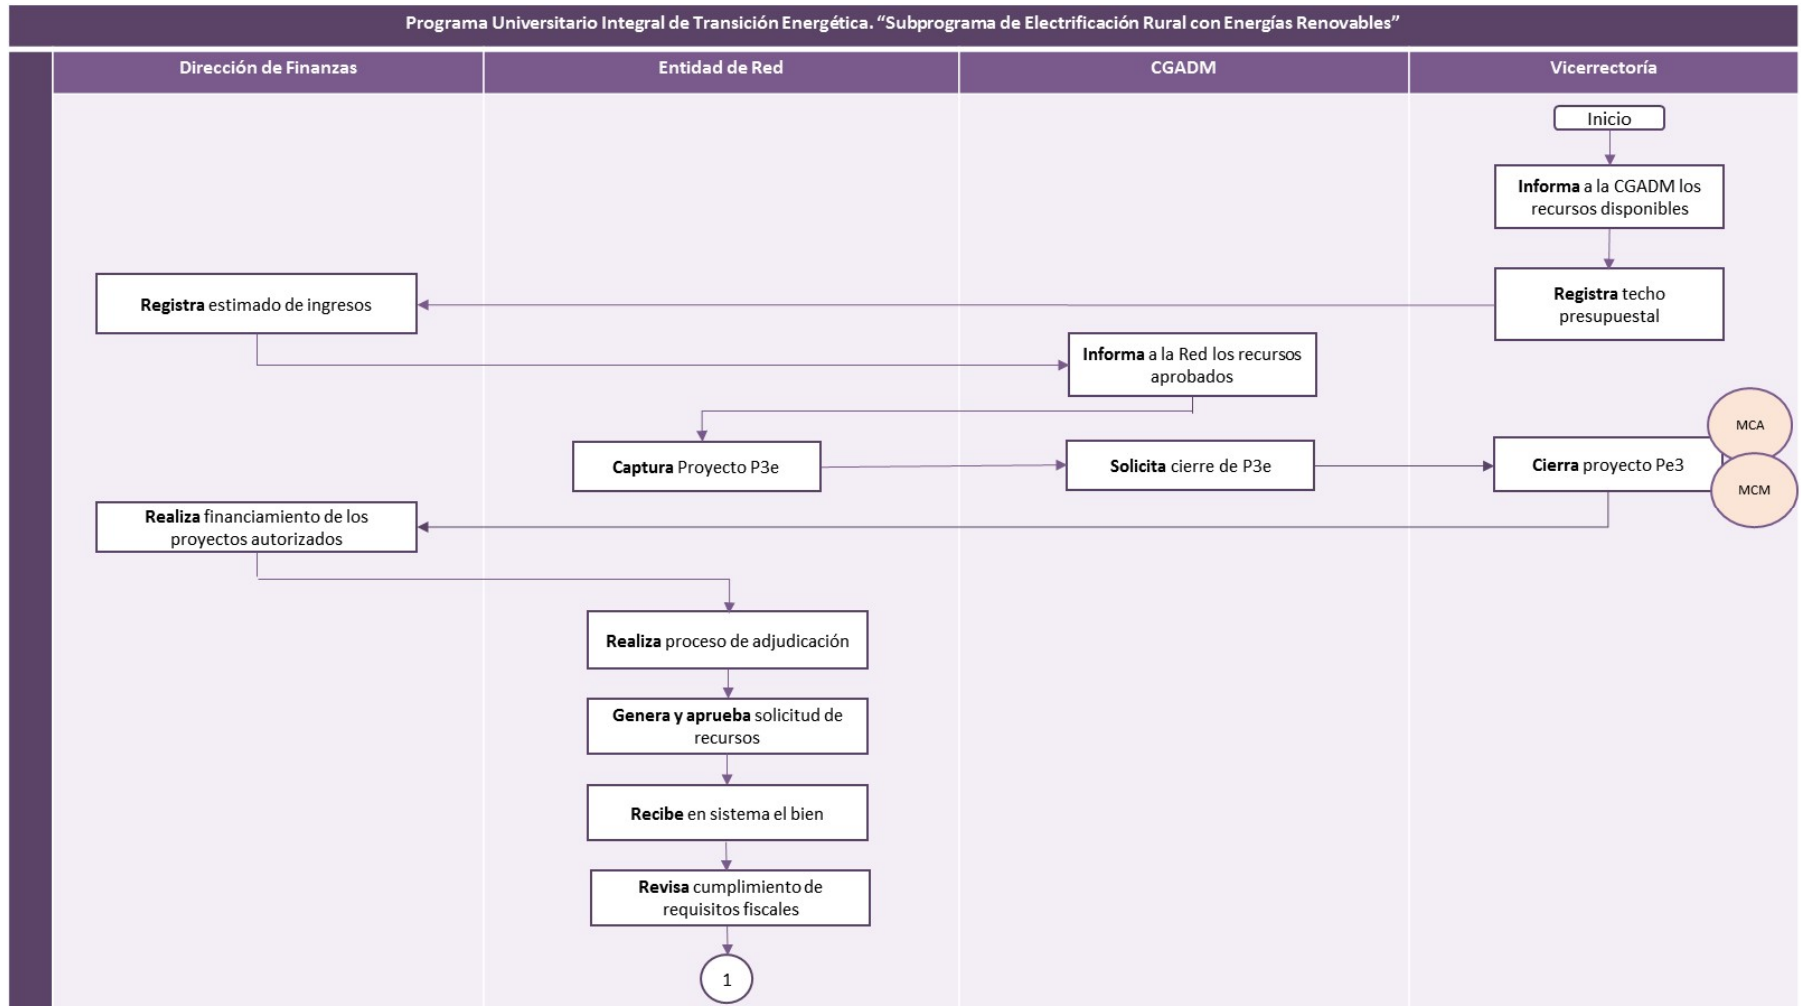 Programa Universitario Integral de Transición Energética. “Subprograma de Electrificación Rural con Energías Renovables”
Dirección de Finanzas
Entidad de Red
CGADM
Vicerrectoría
Inicio
Informa a la CGADM los
recursos disponibles
Registra techo
presupuestal
Registra estimado de ingresos
Informa a la Red los recursos
aprobados
Captura Proyecto P3e
Solicita cierre de P3e
Cierra proyecto Pe3
MCA
MCM
Realiza financiamiento de los
proyectos autorizados
Realiza proceso de adjudicación
Genera y aprueba solicitud de
recursos
Recibe en sistema el bien
Revisa cumplimiento de
requisitos fiscales
1